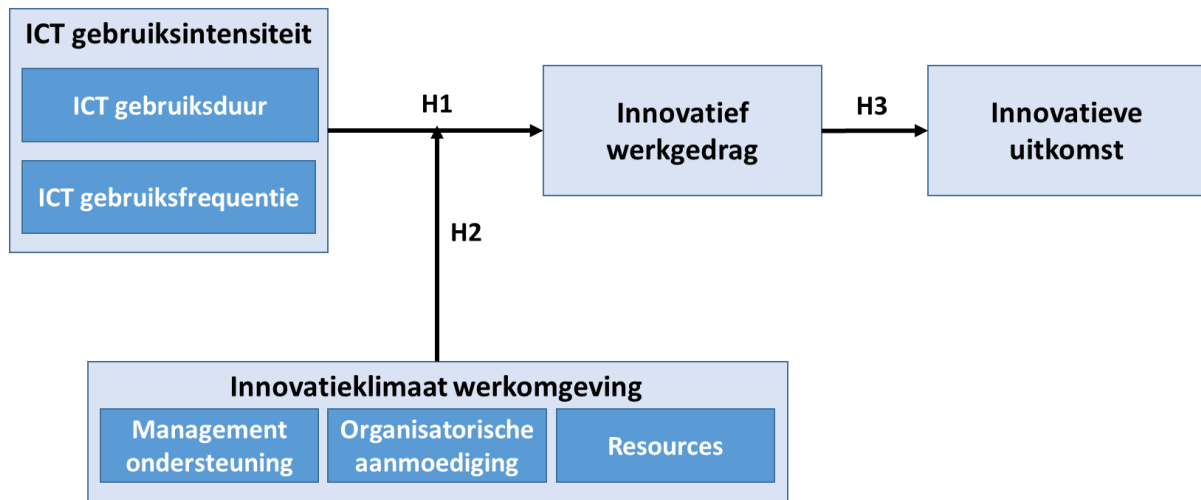 ICT gebruiksintensiteit
ICT gebruiksduur
ICT gebruiksfrequentie
H1
Innovatief
werkgedrag
H3
Innovatieve
uitkomst
H2
Innovatieklimaat werkomgeving
Management
ondersteuning
Organisatorische
aanmoediging
Resources